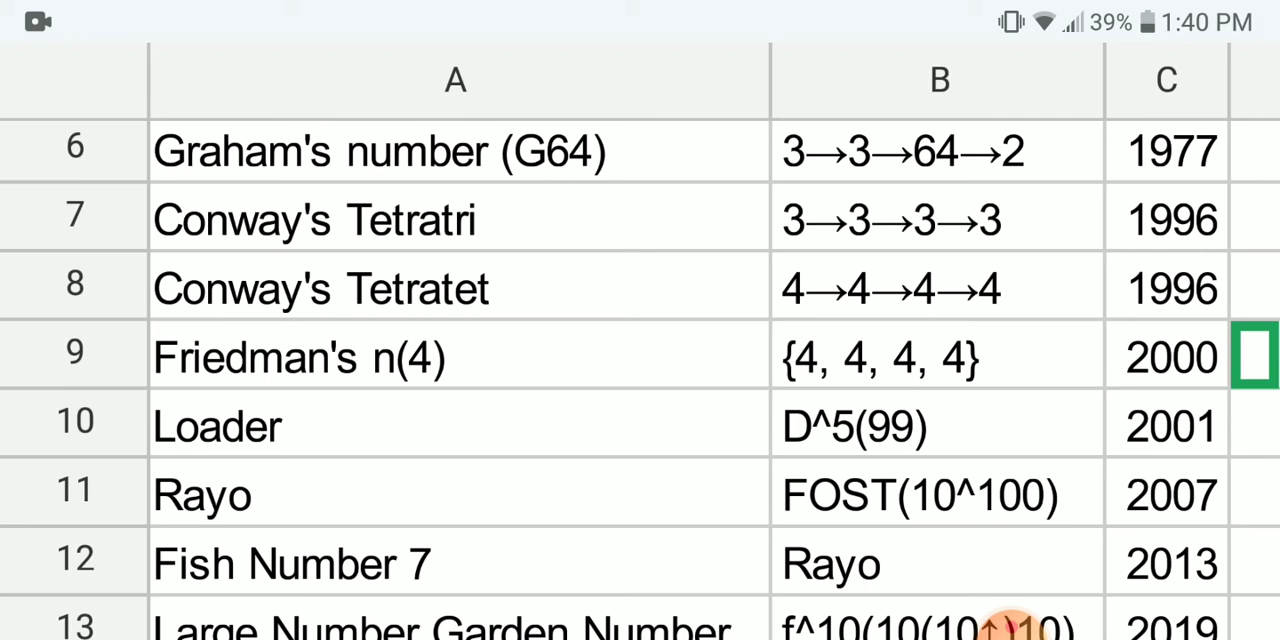 39% 1:40 PM
A B C
6 Graham's number (G64) 3→3→64→2 1977
7 Conway's Tetratri 3→3→3→3 1996
8 Conway's Tetratet 4→4→4→4 1996
9 Friedman's n(4) {4, 4, 4, 4} 2000
10 Loader D^5(99) 2001
11 Rayo FOST(10^100) 2007
12 Fish Number 7 Rayo 2013
13 Large Number Garden Number 2019